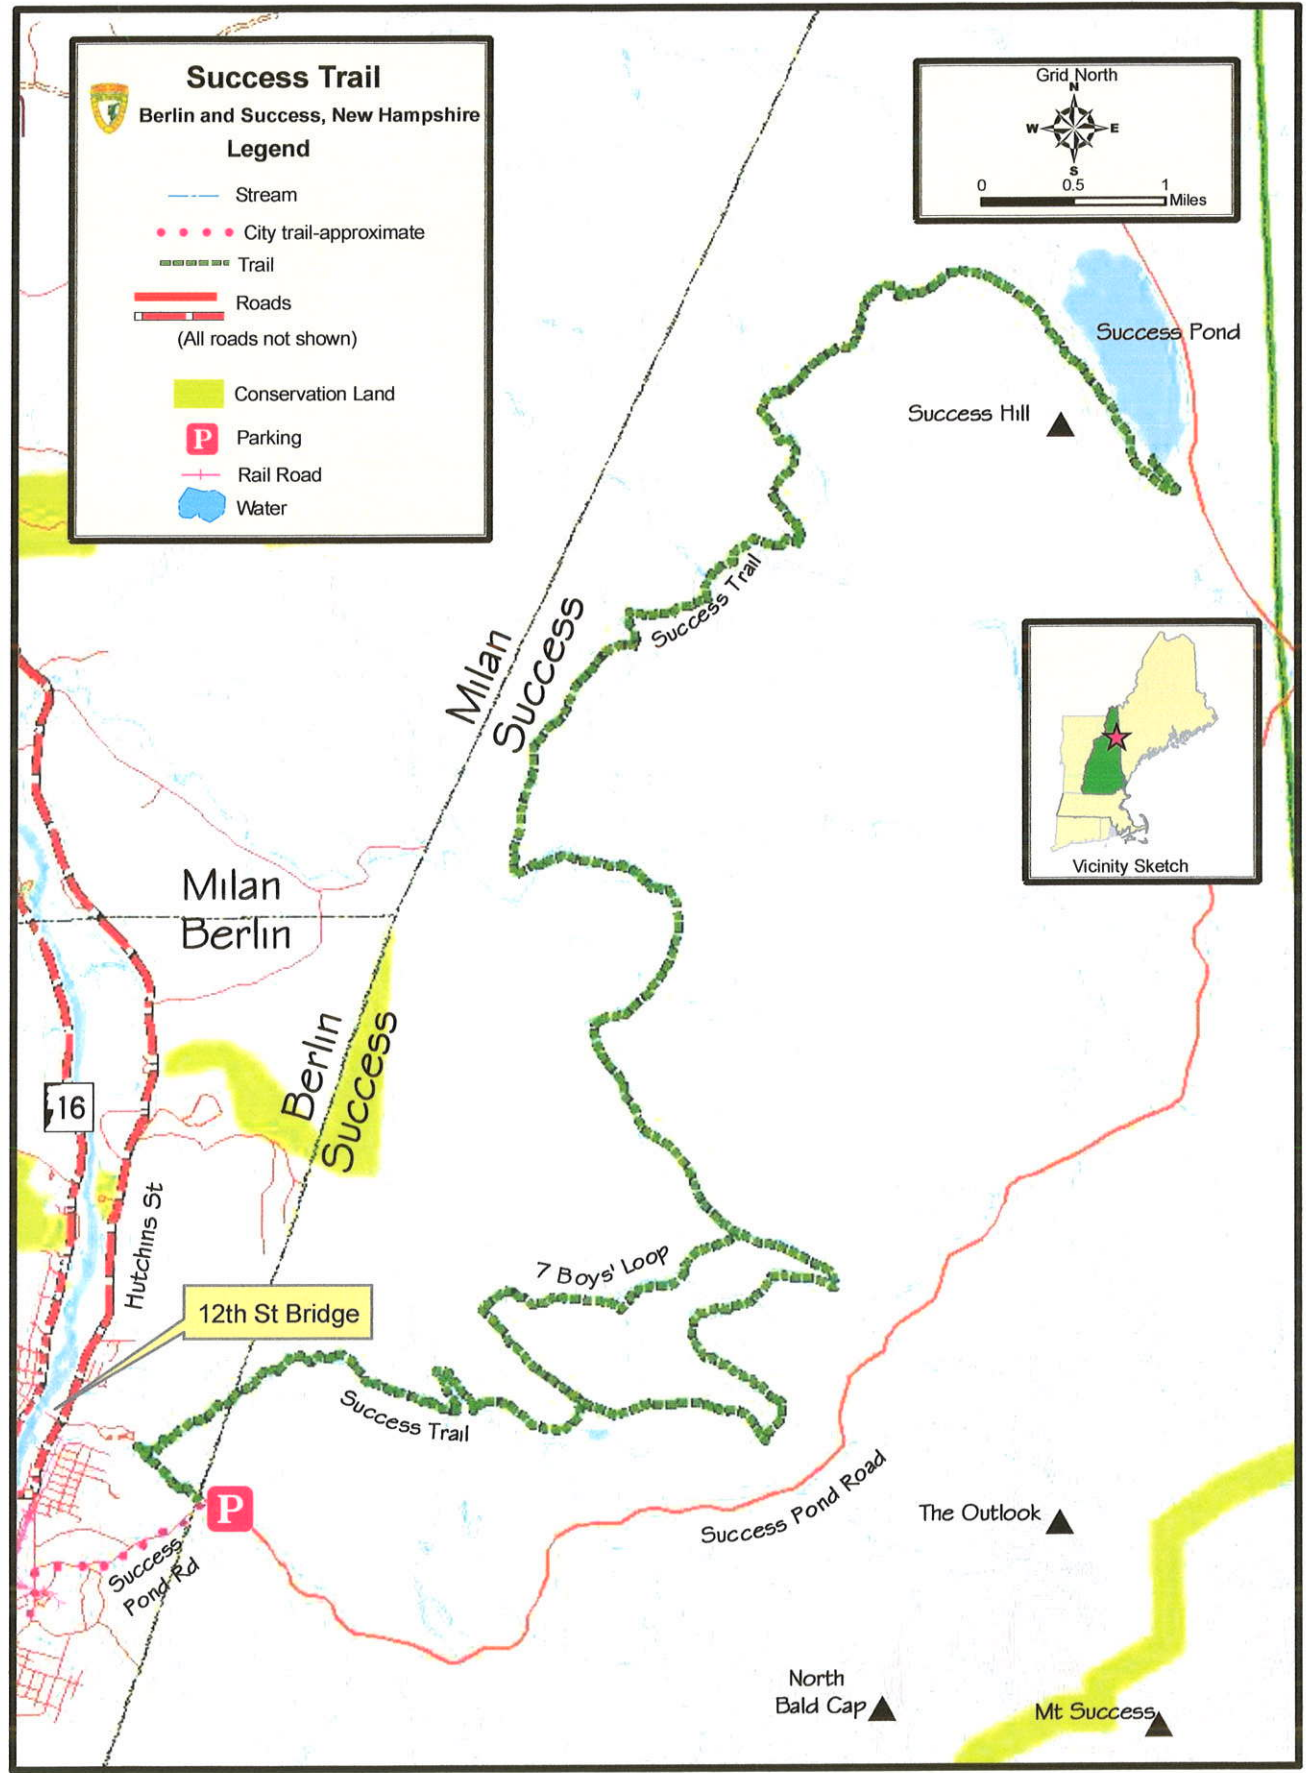 Success Trail
Berlin and Success, New Hampshire
Legend
Stream
City trail-approximate
Trail
Roads
(All roads not shown)
Conservation Land
P
Parking
Rail Road
Water
Grid North
N
W
E
S
0
0.5
1
Miles
Success Pond
Success Hill
Success Trail
Milan
Success
Vicinity Sketch
Milan
Berlin
Berlin
Success
16
Hutchins St
7 Boys' Loop
12th St Bridge
Success Trail
P
Success
Pond Rd
Success Pond Road
The Outlook
North
Bald Cap
Mt Success